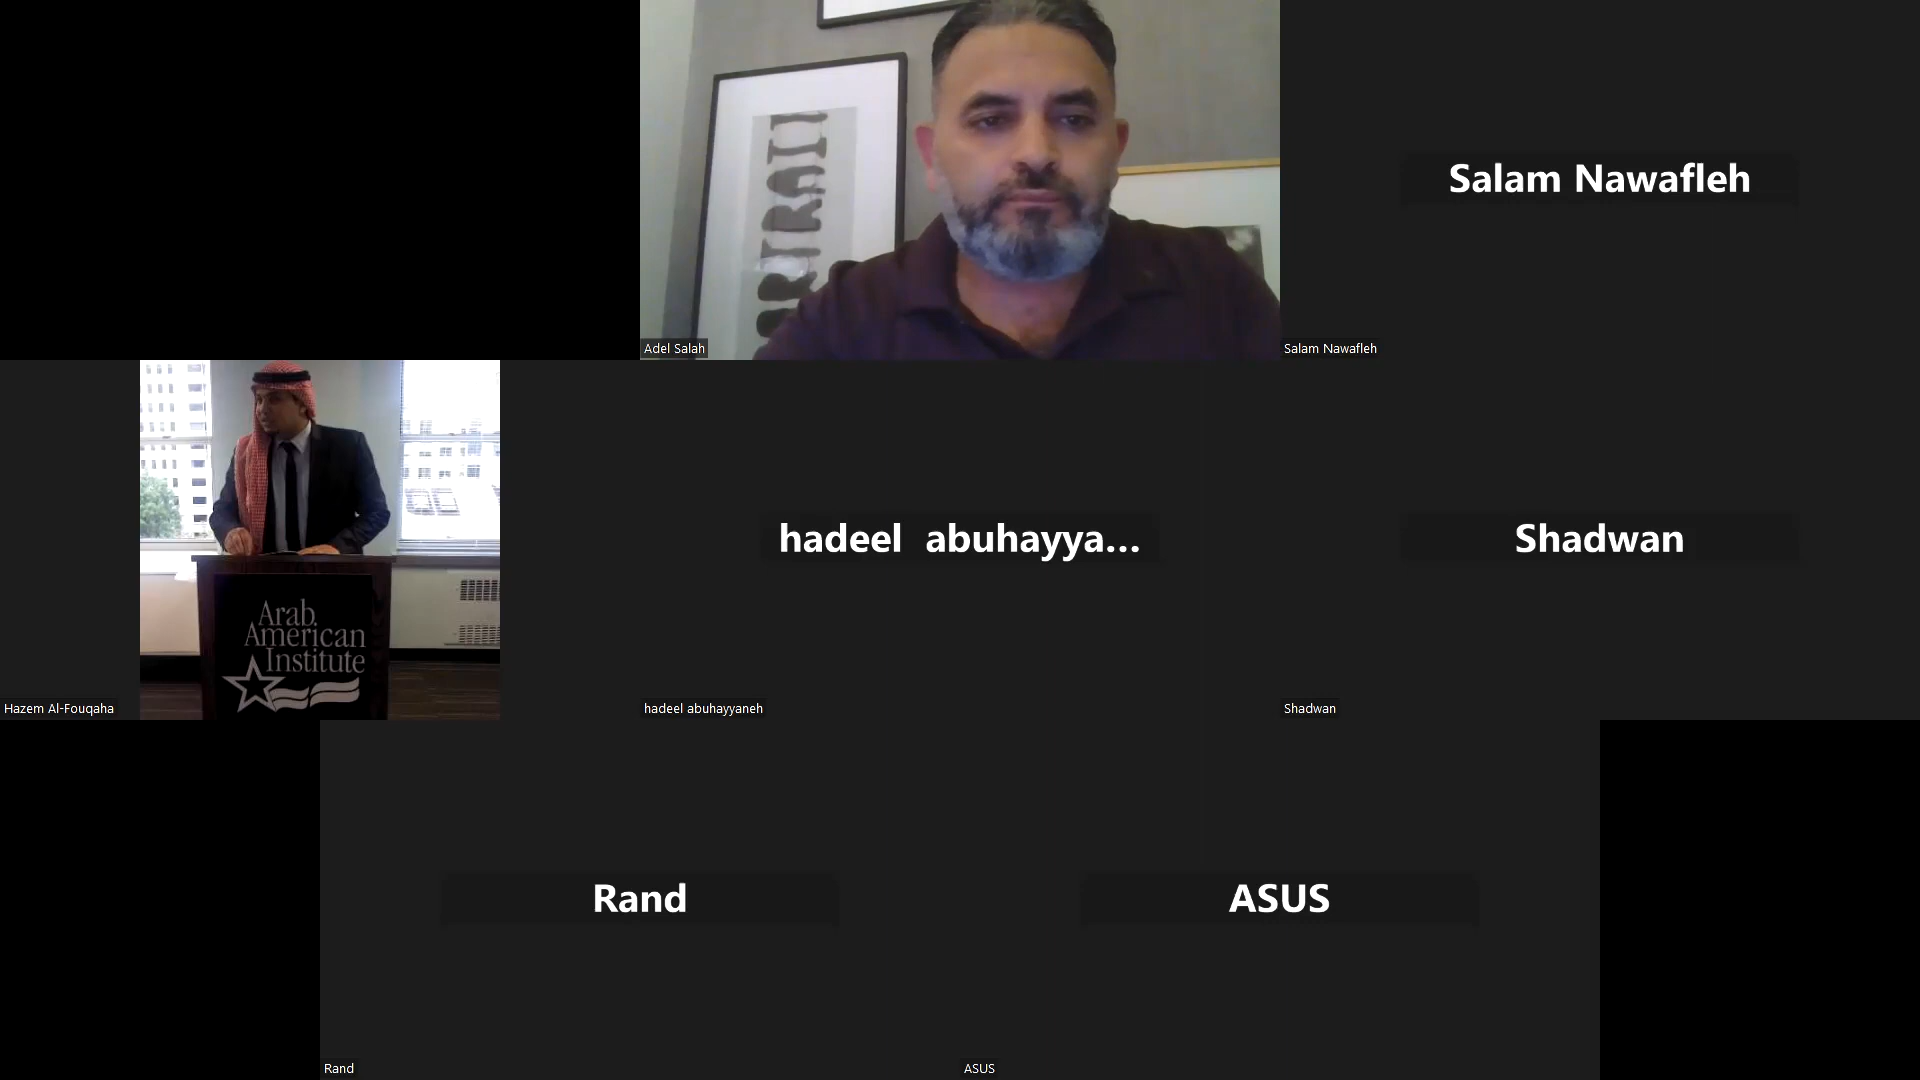 Adel Salah
Salam Nawafleh
Salam Nawafleh
Arab
American
Institute
Hazem Al-Fouqaha
hadeel abuhayya...
hadeel abuhayyaneh
Shadwan
Shadwan
Rand
Rand
ASUS
ASUS